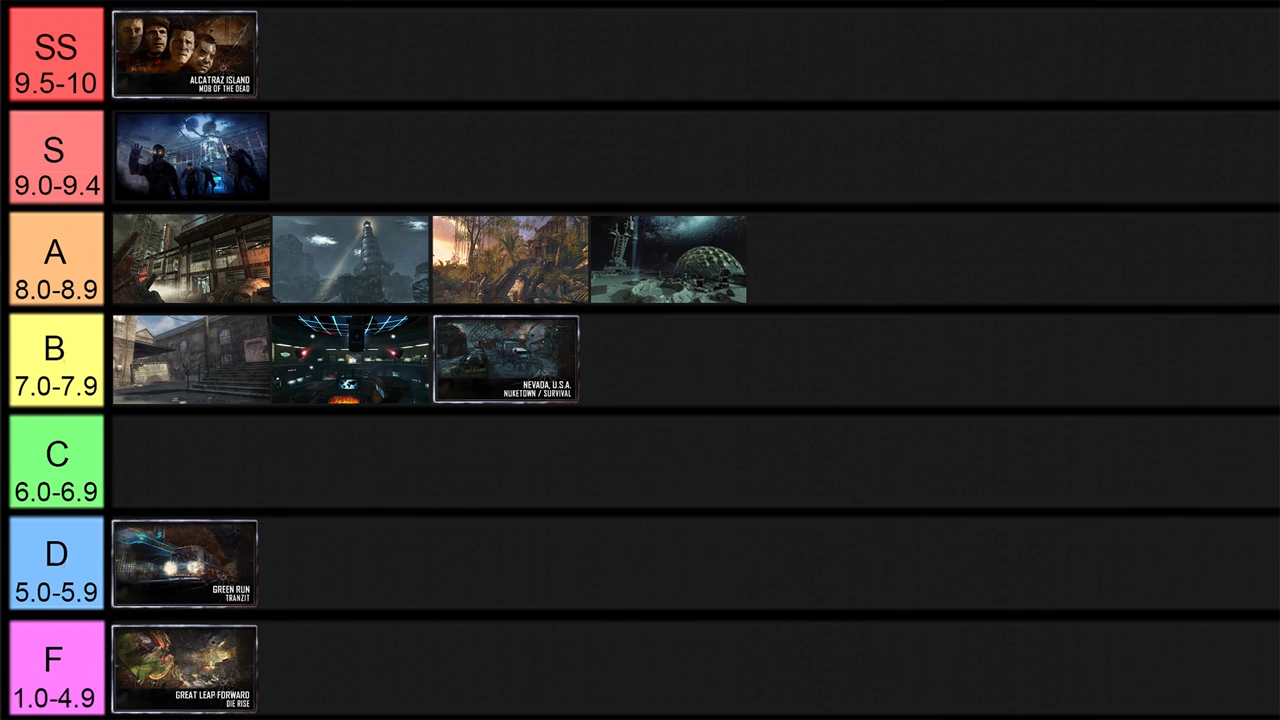 SS
9.5-10
ALCATRAZ ISLAND
MOB OF THE DEAD
S
9.0-9.4
A
8.0-8.9
B
7.0-7.9
NEVADA, U.S.A.
NUKETOWN / SURVIVAL
C
6.0-6.9
D
5.0-5.9
GREEN RUN
TRANZIT
F
1.0-4.9
GREAT LEAP FORWARD
DIE RISE